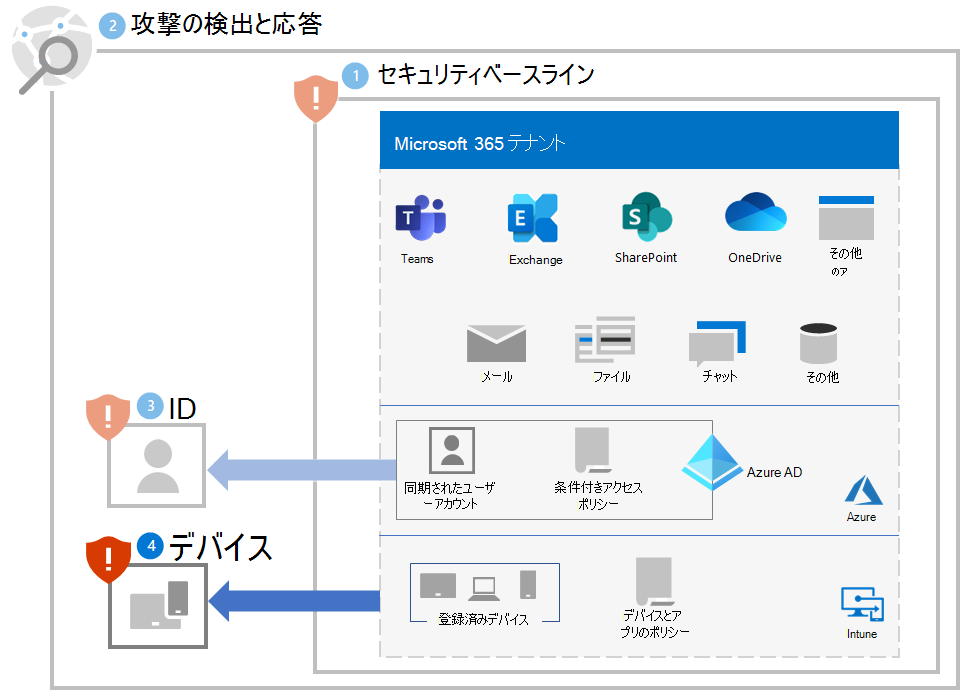 2 攻撃の検出と応答
1 セキュリティベースライン
!
Microsoft 365 テナント
T
E
S
Teams
Exchange
SharePoint
OneDrive
その他
のア
メール
ファイル
チャット
その他
!
3 ID
同期されたユーザ
ーアカウント
条件付きアクセス
ポリシー
Azure AD
Azure
!
4 デバイス
登録済みデバイス
デバイスとア
プリのポリシー
Intune